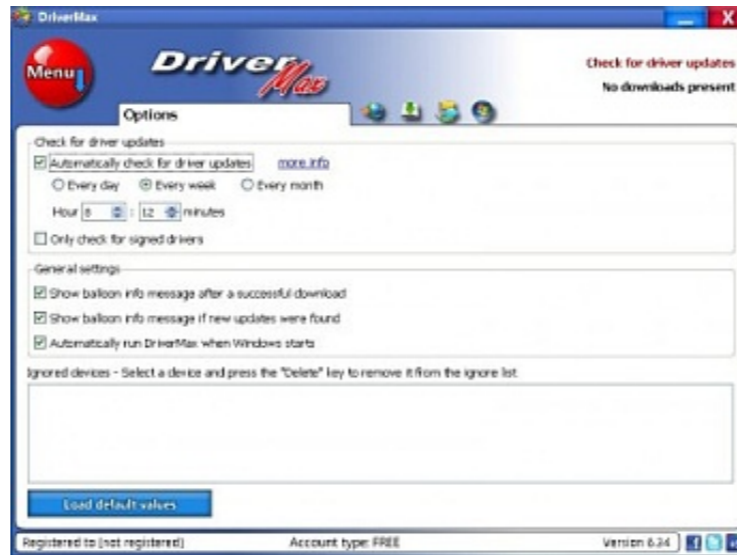 DriverMax
Menu
Driver Max
Check for driver updates
No downloads present
Options
Check for driver updates
Automatically check for driver updates more info
Every day Every week Every month
Hour 8 : 12 minutes
Only check for signed drivers
General settings
Show balloon info message after a successful download
Show balloon info message if new updates were found
Automatically run DriverMax when Windows starts
Ignored devices - Select a device and press the "Delete" key to remove it from the ignore list
Load default values
Registered to [not registered] Account type: FREE Version 6.34